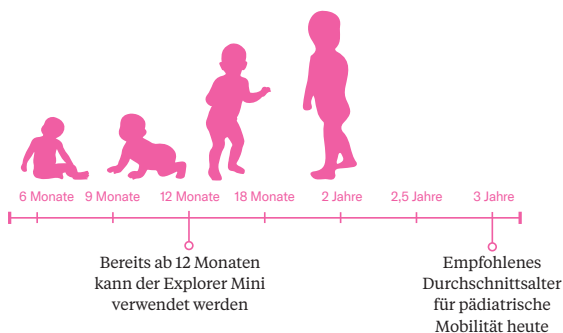 6 Monate 9 Monate 12 Monate 18 Monate 2 Jahre 2,5 Jahre 3 Jahre
Bereits ab 12 Monaten
kann der Explorer Mini
verwendet werden
Empfohlenes
Durchschnittsalter
für pädiatrische
Mobilität heute